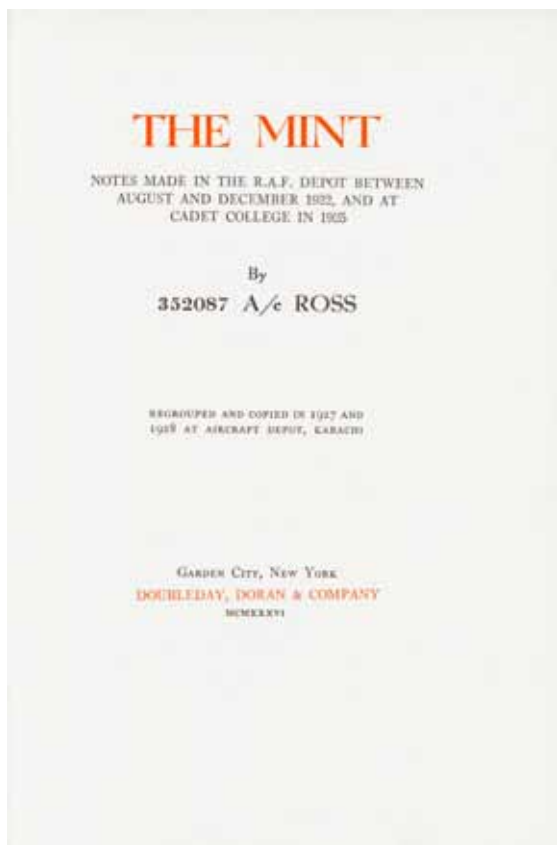 THE MINT
NOTES MADE IN THE R.A.F. DEPOT BETWEEN
AUGUST AND DECEMBER 1922, AND AT
CADET COLLEGE IN 1925
By
352087 A/c ROSS
REGROUPED AND COPIED IN 1927 AND
1928 AT AIRCRAFT DEPOT, KARACHI
GARDEN CITY, NEW YORK
DOUBLEDAY, DORAN & COMPANY
MCMXXXVI